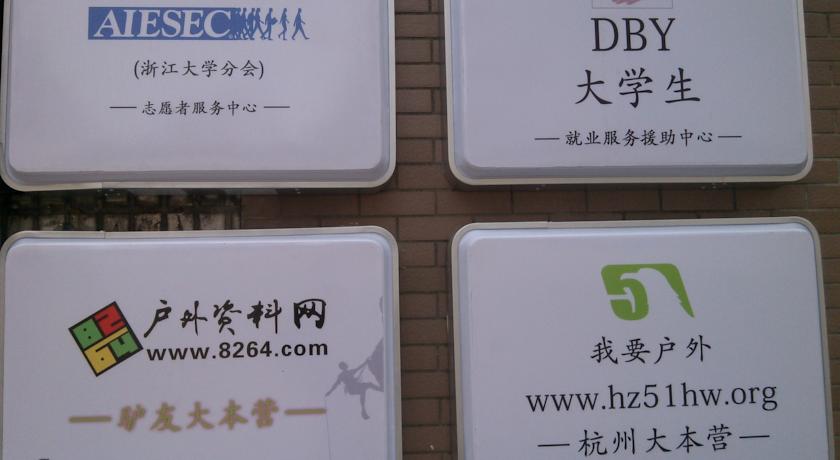 AIESEC
(浙江大学分会)
志愿者服务中心
DBY
大学生
就业服务援助中心
8264
户外资料网
www.8264.com
驴友大本营
51
我要户外
www.hz51hw.org
杭州大本营